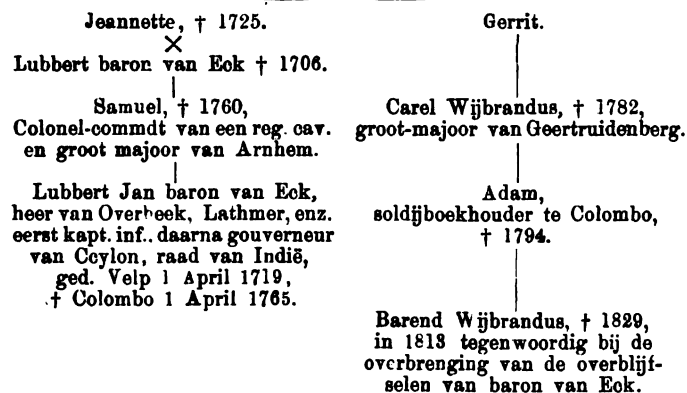 Jeannette, † 1725.
×
Lubbert baron van Eck † 1706.
Samuel, † 1760,
Colonel-commdt van een reg. cav.
en groot majoor van Arnhem.
Lubbert Jan baron van Eck,
heer van Overbeek, Lathmer, enz.
eerst kapt. inf., daarna gouverneur
van Ceylon, raad van Indië,
ged. Velp 1 April 1719,
† Colombo 1 April 1765.
Gerrit.
Carel Wijbrandus, † 1782,
groot-majoor van Geertruidenberg.
Adam,
soldijboekhouder te Colombo,
† 1794.
Barend Wijbrandus, † 1829,
in 1813 tegenwoordig bij de
overbrenging van de overblijf-
selen van baron van Eck.